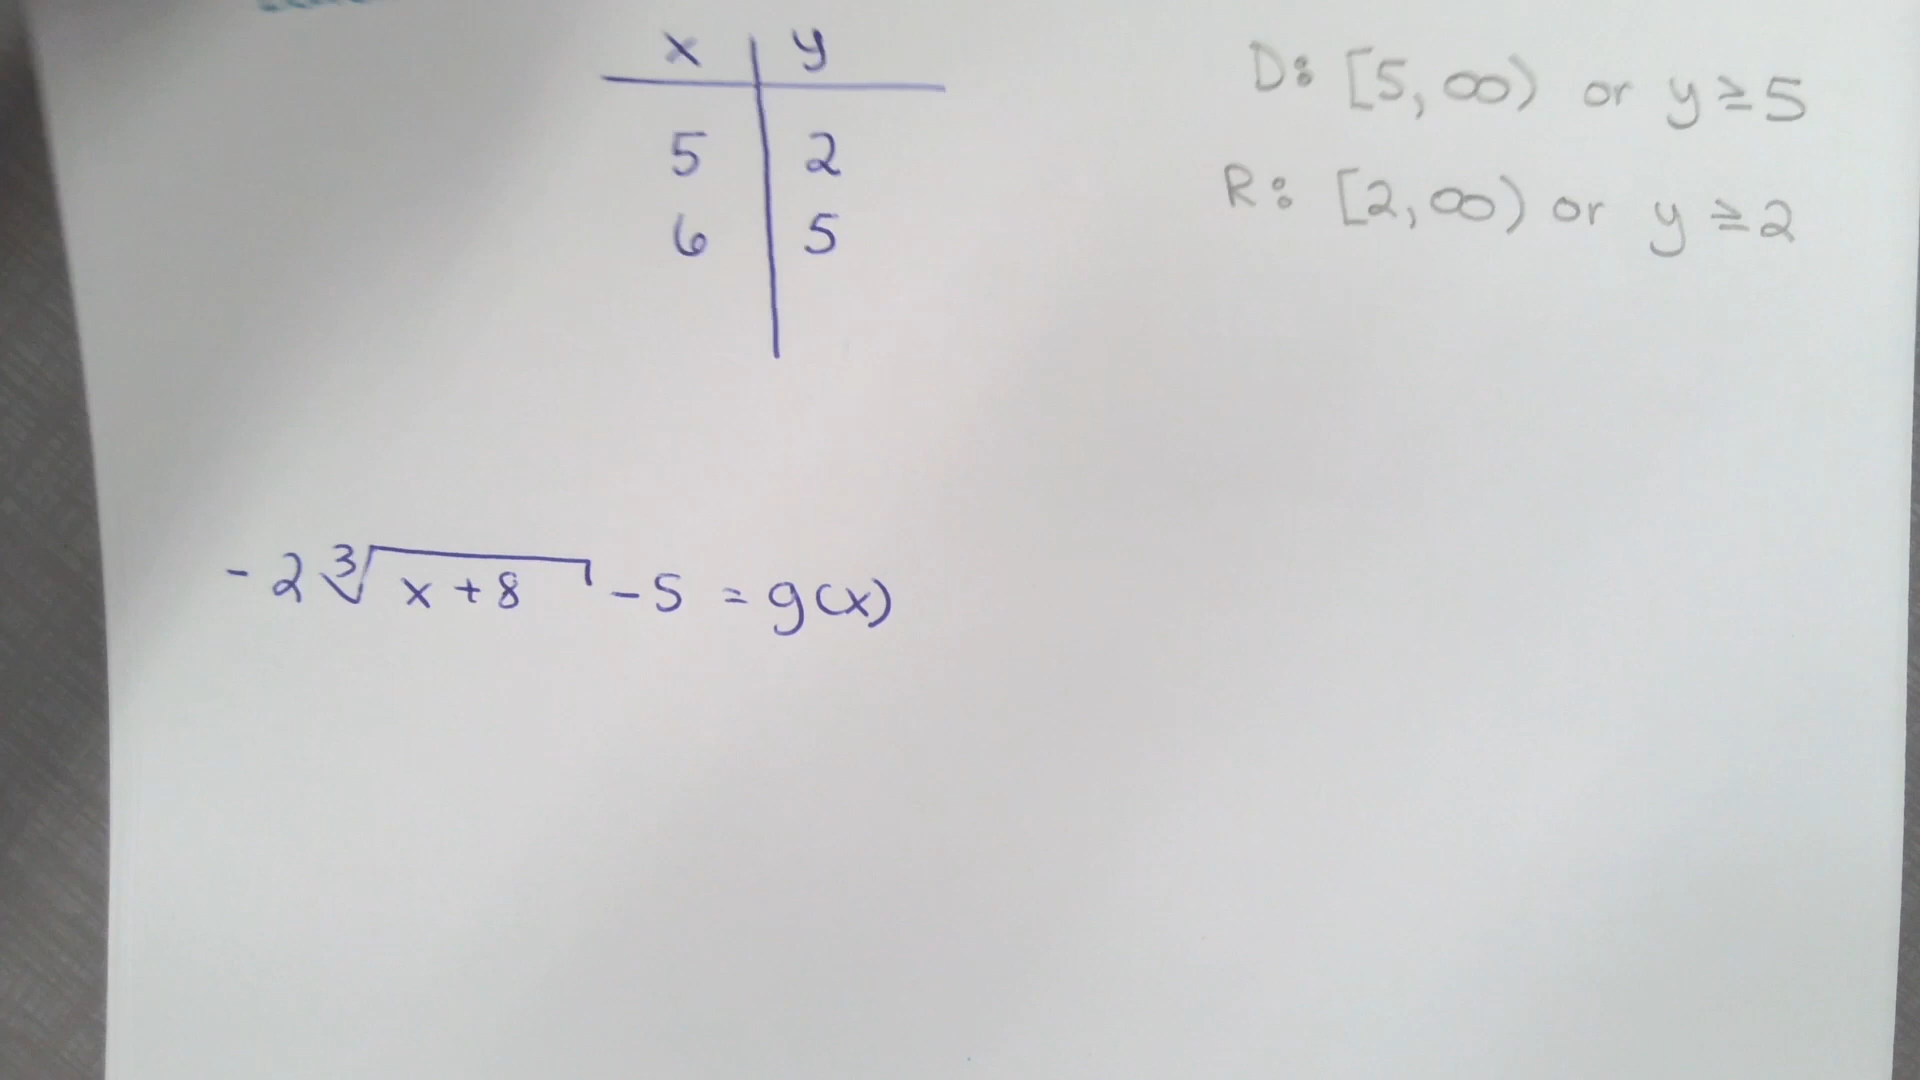 x y
5 2
6 5
D: [5, ∞) or y ≥ 5
R: [2, ∞) or y ≥ 2
-2 ∛(x + 8) - 5 = g(x)